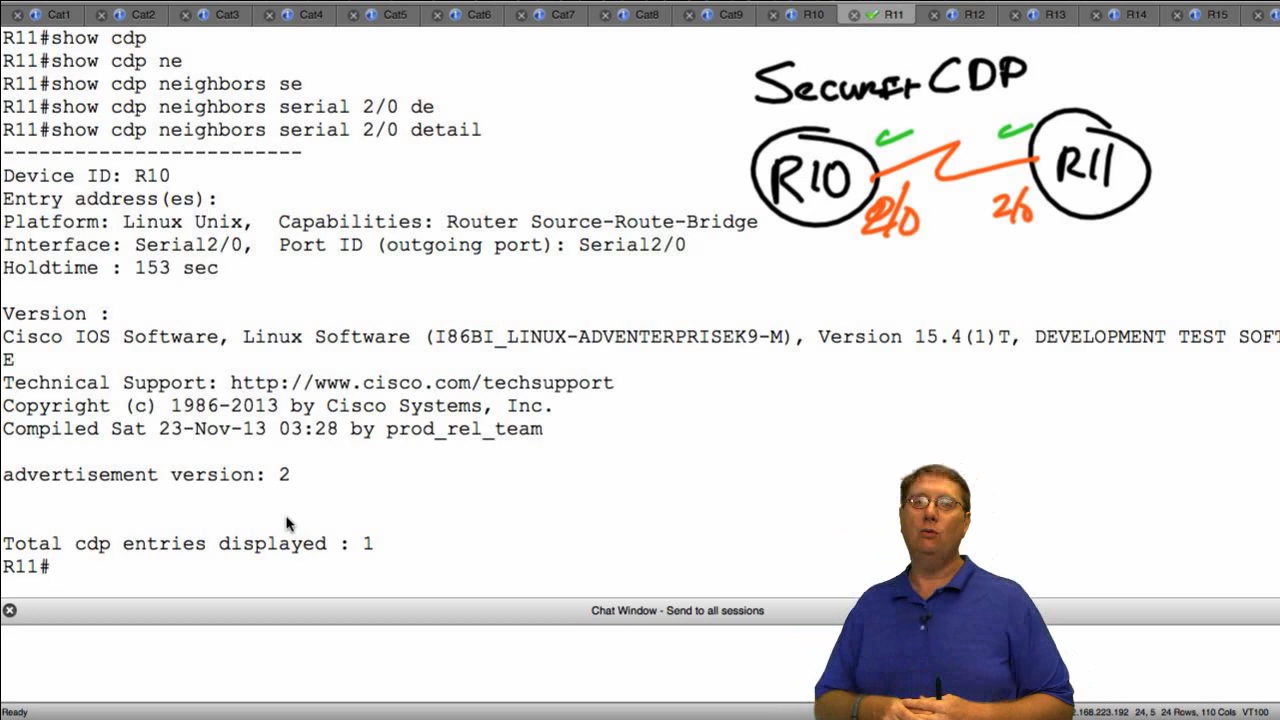 Cat1 Cat2 Cat3 Cat4 Cat5 Cat6 Cat7 Cat8 Cat9 R10 R11 R12 R13 R14 R15
R11#show cdp
R11#show cdp ne
R11#show cdp neighbors se
R11#show cdp neighbors serial 2/0 de
R11#show cdp neighbors serial 2/0 detail
-------------------------
Device ID: R10
Entry address(es):
Platform: Linux Unix,  Capabilities: Router Source-Route-Bridge
Interface: Serial2/0,  Port ID (outgoing port): Serial2/0
Holdtime : 153 sec
Version :
Cisco IOS Software, Linux Software (I86BI_LINUX-ADVENTERPRISEK9-M), Version 15.4(1)T, DEVELOPMENT TEST SOFT
E
Technical Support: http://www.cisco.com/techsupport
Copyright (c) 1986-2013 by Cisco Systems, Inc.
Compiled Sat 23-Nov-13 03:28 by prod_rel_team
advertisement version: 2
Total cdp entries displayed : 1
R11#
CDP
R10
R11
2/0
2/0
Chat Window - Send to all sessions
Ready
.168.223.192 24, 5 24 Rows, 110 Cols VT100